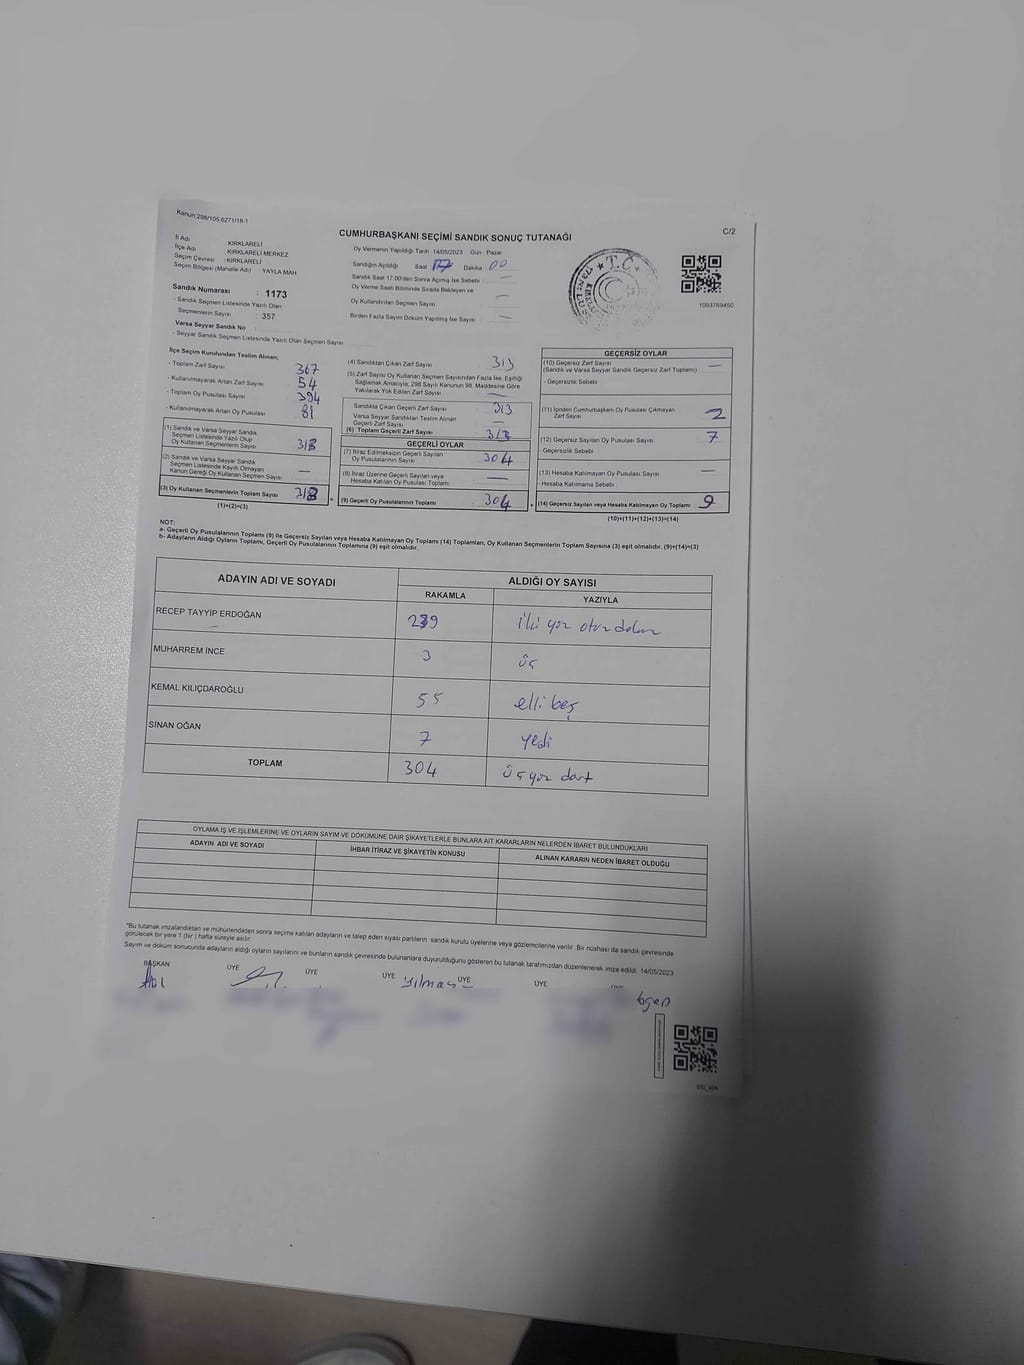 Kanun:298/105.6271/18-1
C/2
CUMHURBAŞKANI SEÇİMİ SANDIK SONUÇ TUTANAĞI
İl Adı : KIRKLARELİ
İlçe Adı : KIRKLARELİ MERKEZ
Seçim Çevresi : KIRKLARELİ
Seçim Bölgesi (Mahalle Adı) YAYLA MAH
Sandık Numarası : 1173
- Sandık Seçmen Listesinde Yazılı Olan
Seçmenlerin Sayısı : 357
Varsa Seyyar Sandık No
- Seyyar Sandık Seçmen Listesinde Yazılı Olan Seçmen Sayısı
Oy Vermenin Yapıldığı Tarih 14/05/2023 Gün : Pazar
Sandığın Açıldığı Saat 17 Dakika 00
Sandık Saat 17:00'den Sonra Açılmış İse Sebebi : —
Oy Verme Saati Bitiminde Sırada Bekleyen ve
Oy Kullandırılan Seçmen Sayısı —
Birden Fazla Sayım Döküm Yapılmış İse Sayısı —
T.C.
1093769450
İlçe Seçim Kurulundan Teslim Alınan;
- Toplam Zarf Sayısı 367
- Kullanılmayarak Artan Zarf Sayısı 54
- Toplam Oy Pusulası Sayısı 394
- Kullanılmayarak Artan Oy Pusulası 81
(1) Sandık ve Varsa Seyyar Sandık
Seçmen Listesinde Yazılı Olup
Oy Kullanan Seçmenlerin Sayısı 313
(2) Sandık ve Varsa Seyyar Sandık
Seçmen Listesinde Kayıtlı Olmayan
Kanun Gereği Oy Kullanan Seçmen Sayısı —
(3) Oy Kullanan Seçmenlerin Toplam Sayısı 313
(1)+(2)=(3)
(4) Sandıktan Çıkan Zarf Sayısı 313
(5) Zarf Sayısı Oy Kullanan Seçmen Sayısından Fazla İse, Eşitliği
Sağlamak Amacıyla, 298 Sayılı Kanunun 98. Maddesine Göre
Yakılarak Yok Edilen Zarf Sayısı —
Sandıkta Çıkan Geçerli Zarf Sayısı 313
Varsa Seyyar Sandıktan Teslim Alınan
Geçerli Zarf Sayısı —
(6) Toplam Geçerli Zarf Sayısı 313
GEÇERLİ OYLAR
(7) İtiraz Edilmeksizin Geçerli Sayılan
Oy Pusulalarının Sayısı 304
(8) İtiraz Üzerine Geçerli Sayılan veya
Hesaba Katılan Oy Pusulası Toplamı —
(9) Geçerli Oy Pusulalarının Toplamı 304
GEÇERSİZ OYLAR
(10) Geçersiz Zarf Sayısı
(Sandık ve Varsa Seyyar Sandık Geçersiz Zarf Toplamı) —
- Geçersizlik Sebebi
(11) İçinden Cumhurbaşkanı Oy Pusulası Çıkmayan
Zarf Sayısı 2
(12) Geçersiz Sayılan Oy Pusulası Sayısı 7
- Geçersizlik Sebebi
(13) Hesaba Katılmayan Oy Pusulası Sayısı —
- Hesaba Katılmama Sebebi
(14) Geçersiz Sayılan veya Hesaba Katılmayan Oy Toplamı 9
(10)+(11)+(12)+(13)=(14)
NOT:
a- Geçerli Oy Pusulalarının Toplamı (9) ile Geçersiz Sayılan veya Hesaba Katılmayan Oy Toplamı (14) Toplamları, Oy Kullanan Seçmenlerin Toplam Sayısına (3) eşit olmalıdır. (9)+(14)=(3)
b- Adayların Aldığı Oyların Toplamı, Geçerli Oy Pusulalarının Toplamına (9) eşit olmalıdır.
ADAYIN ADI VE SOYADI ALDIĞI OY SAYISI
RAKAMLA YAZIYLA
RECEP TAYYİP ERDOĞAN 239 iki yüz otuz dokuz
MUHARREM İNCE 3 üç
KEMAL KILIÇDAROĞLU 55 elli beş
SİNAN OĞAN 7 yedi
TOPLAM 304 üç yüz dört
OYLAMA İŞ VE İŞLEMLERİNE VE OYLARIN SAYIM VE DÖKÜMÜNE DAİR ŞİKAYETLERLE BUNLARA AİT KARARLARIN NELERDEN İBARET BULUNDUKLARI
ADAYIN ADI VE SOYADI İHBAR İTİRAZ VE ŞİKAYETİN KONUSU ALINAN KARARIN NEDEN İBARET OLDUĞU
*Bu tutanak imzalandıktan ve mühürlendikten sonra seçime katılan adayların ve talep eden siyasi partilerin sandık kurulu üyelerine veya gözlemcilerine verilir. Bir nüshası da sandık çevresinde
görülecek bir yere 1 (bir) hafta süreyle asılır.
Sayım ve döküm sonucunda adayların aldığı oyların sayılarını ve bunların sandık çevresinde bulunanlara duyurulduğunu gösteren bu tutanak tarafımızdan düzenlenerek imza edildi. 14/05/2023
BAŞKAN ÜYE ÜYE ÜYE ÜYE ÜYE
Yılmaz